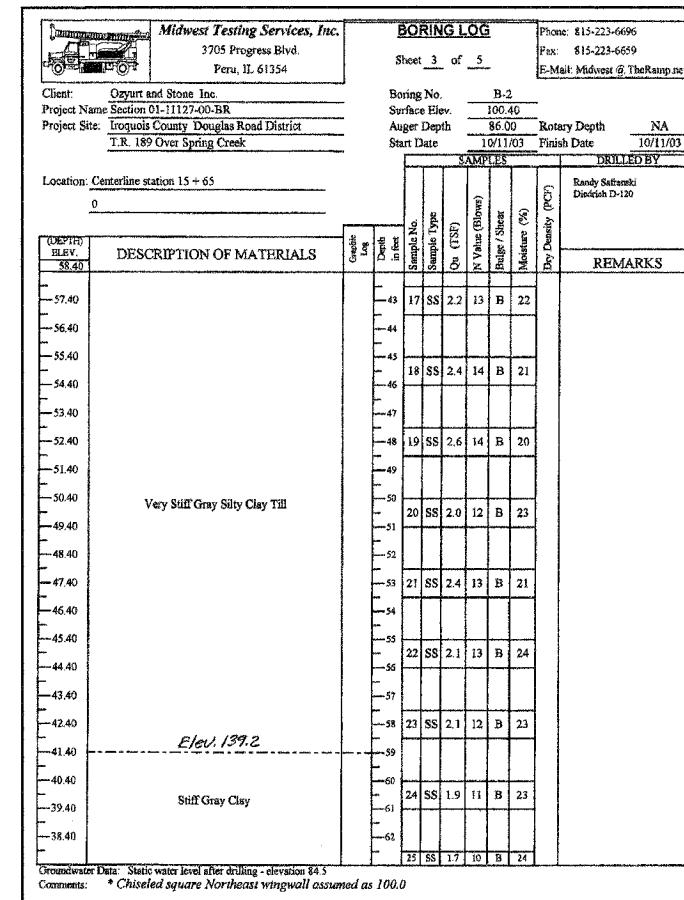 Midwest Testing Services, Inc.
3705 Progress Blvd.
Peru, IL 61354
BORING LOG
Sheet 3 of 5
Phone: 815-223-6696
Fax: 815-223-6659
E-Mail: Midwest @ TheRamp.ne
Client: Ozyurt and Stone Inc.
Project Name Section 01-11127-00-BR
Project Site: Iroquois County Douglas Road District
T.R. 189 Over Spring Creek
Boring No. B-2
Surface Elev. 100.40
Auger Depth 86.00 Rotary Depth NA
Start Date 10/11/03 Finish Date 10/11/03
Location: Centerline station 15 + 65
0
SAMPLES
DRILLED BY
Randy Safranski
Diedrich D-120
(DEPTH)
ELEV.
58.40
DESCRIPTION OF MATERIALS
Graphic Log
Depth in feet
Sample No.
Sample Type
Qu (TSF)
N Value (Blows)
Bulge / Shear
Moisture (%)
Dry Density (PCF)
REMARKS
57.40 43 17 SS 2.2 13 B 22
56.40 44
55.40 45
18 SS 2.4 14 B 21
54.40 46
53.40 47
52.40 48 19 SS 2.6 14 B 20
51.40 49
50.40 50
Very Stiff Gray Silty Clay Till
20 SS 2.0 12 B 23
49.40 51
48.40 52
47.40 53 21 SS 2.4 13 B 21
46.40 54
45.40 55
22 SS 2.1 13 B 24
44.40 56
43.40 57
42.40 58 23 SS 2.1 12 B 23
Elev. 139.2
41.40 59
40.40 60
Stiff Gray Clay
24 SS 1.9 11 B 23
39.40 61
38.40 62
25 SS 1.7 10 B 24
Groundwater Data: Static water level after drilling - elevation 84.5
Comments: * Chiseled square Northeast wingwall assumed as 100.0